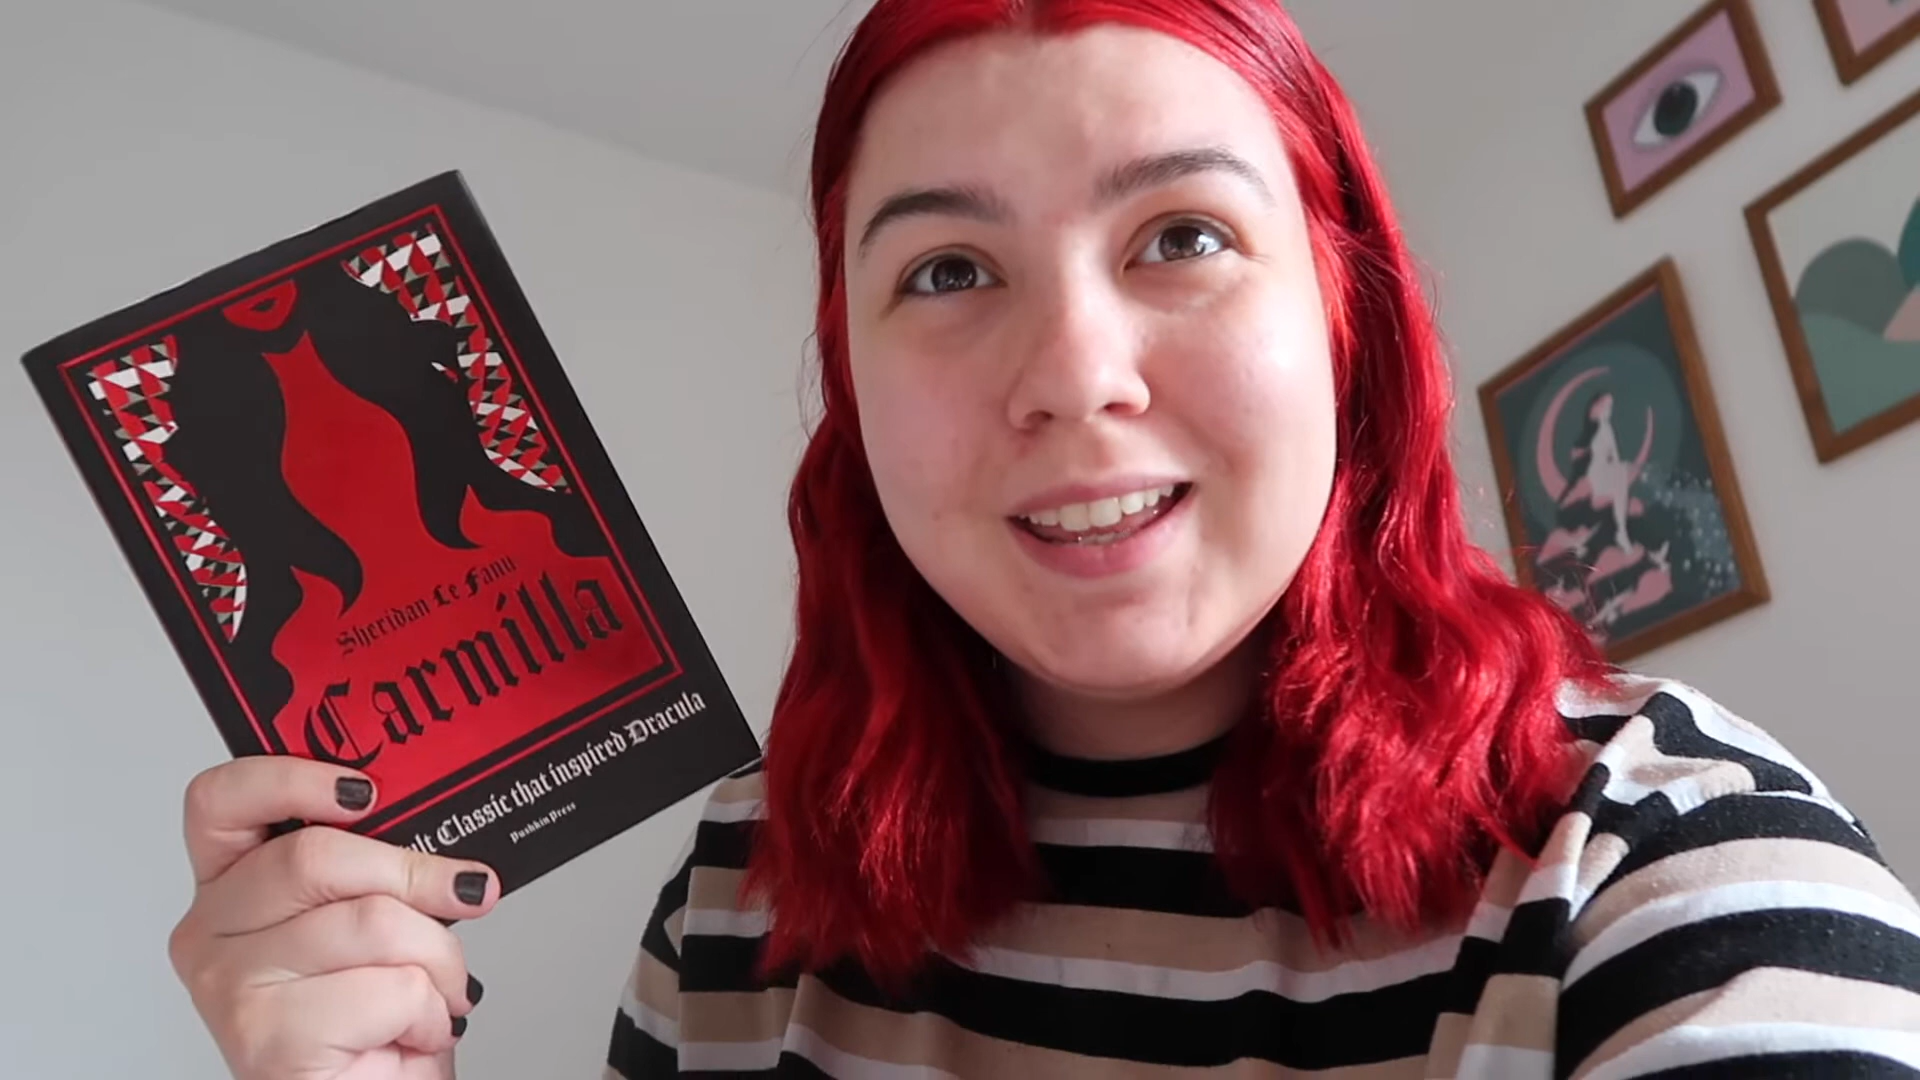 Sheridan Le Fanu
Carmilla
Classic that inspired Dracula
Pushkin Press